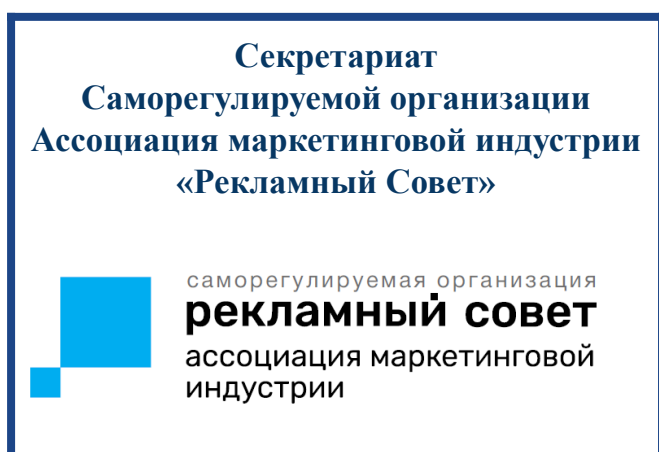 Секретариат
Саморегулируемой организации
Ассоциация маркетинговой индустрии
«Рекламный Совет»
саморегулируемая организация
рекламный совет
ассоциация маркетинговой
индустрии